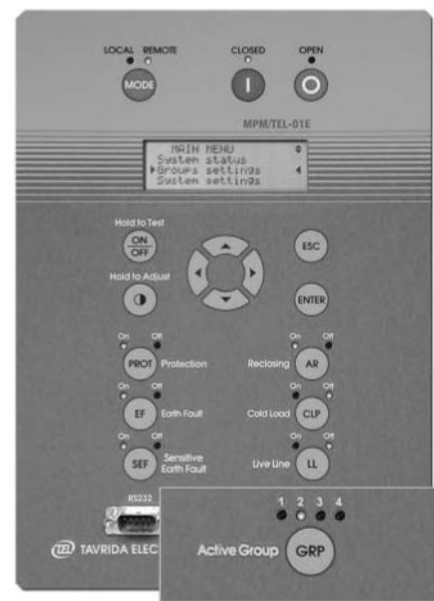 LOCAL REMOTE CLOSED OPEN
MODE I O
MPM/TEL-01E
MAIN MENU
System status
Groups settings
System settings
Hold to Test
ON
OFF
ESC
Hold to Adjust
ENTER
On Off On Off
PROT Protection Reclosing AR
On Off On Off
EF Earth Fault Cold Load CLP
On Off On Off
SEF Sensitive
Earth Fault
Live Line LL
RS232
1 2 3 4
TEL TAVRIDA ELEC
Active Group GRP